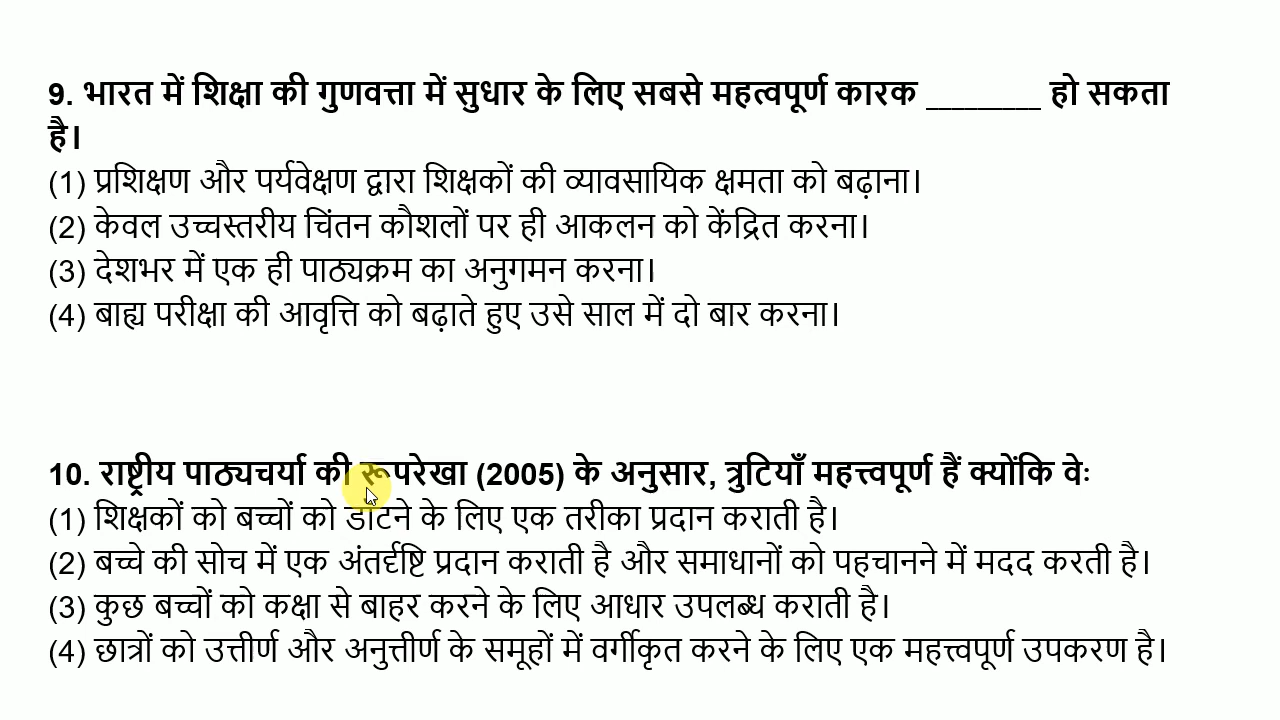 9. भारत में शिक्षा की गुणवत्ता में सुधार के लिए सबसे महत्वपूर्ण कारक _________ हो सकता
है।
(1) प्रशिक्षण और पर्यवेक्षण द्वारा शिक्षकों की व्यावसायिक क्षमता को बढ़ाना।
(2) केवल उच्चस्तरीय चिंतन कौशलों पर ही आकलन को केंद्रित करना।
(3) देशभर में एक ही पाठ्यक्रम का अनुगमन करना।
(4) बाह्य परीक्षा की आवृत्ति को बढ़ाते हुए उसे साल में दो बार करना।
10. राष्ट्रीय पाठ्यचर्या की रूपरेखा (2005) के अनुसार, त्रुटियाँ महत्त्वपूर्ण हैं क्योंकि वेः
(1) शिक्षकों को बच्चों को डांटने के लिए एक तरीका प्रदान कराती है।
(2) बच्चे की सोच में एक अंतर्दृष्टि प्रदान कराती है और समाधानों को पहचानने में मदद करती है।
(3) कुछ बच्चों को कक्षा से बाहर करने के लिए आधार उपलब्ध कराती है।
(4) छात्रों को उत्तीर्ण और अनुत्तीर्ण के समूहों में वर्गीकृत करने के लिए एक महत्त्वपूर्ण उपकरण है।